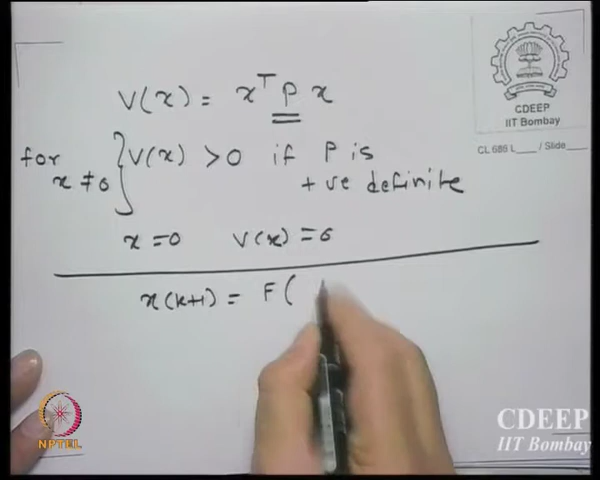 V(x) = xᵀ P x
for x ≠ 0 } V(x) > 0 if P is
+ve definite
x = 0 V(x) = 0
x(k+1) = F(
CDEEP
IIT Bombay
CL 686 L___ / Slide___
NPTEL
CDEEP
IIT Bombay